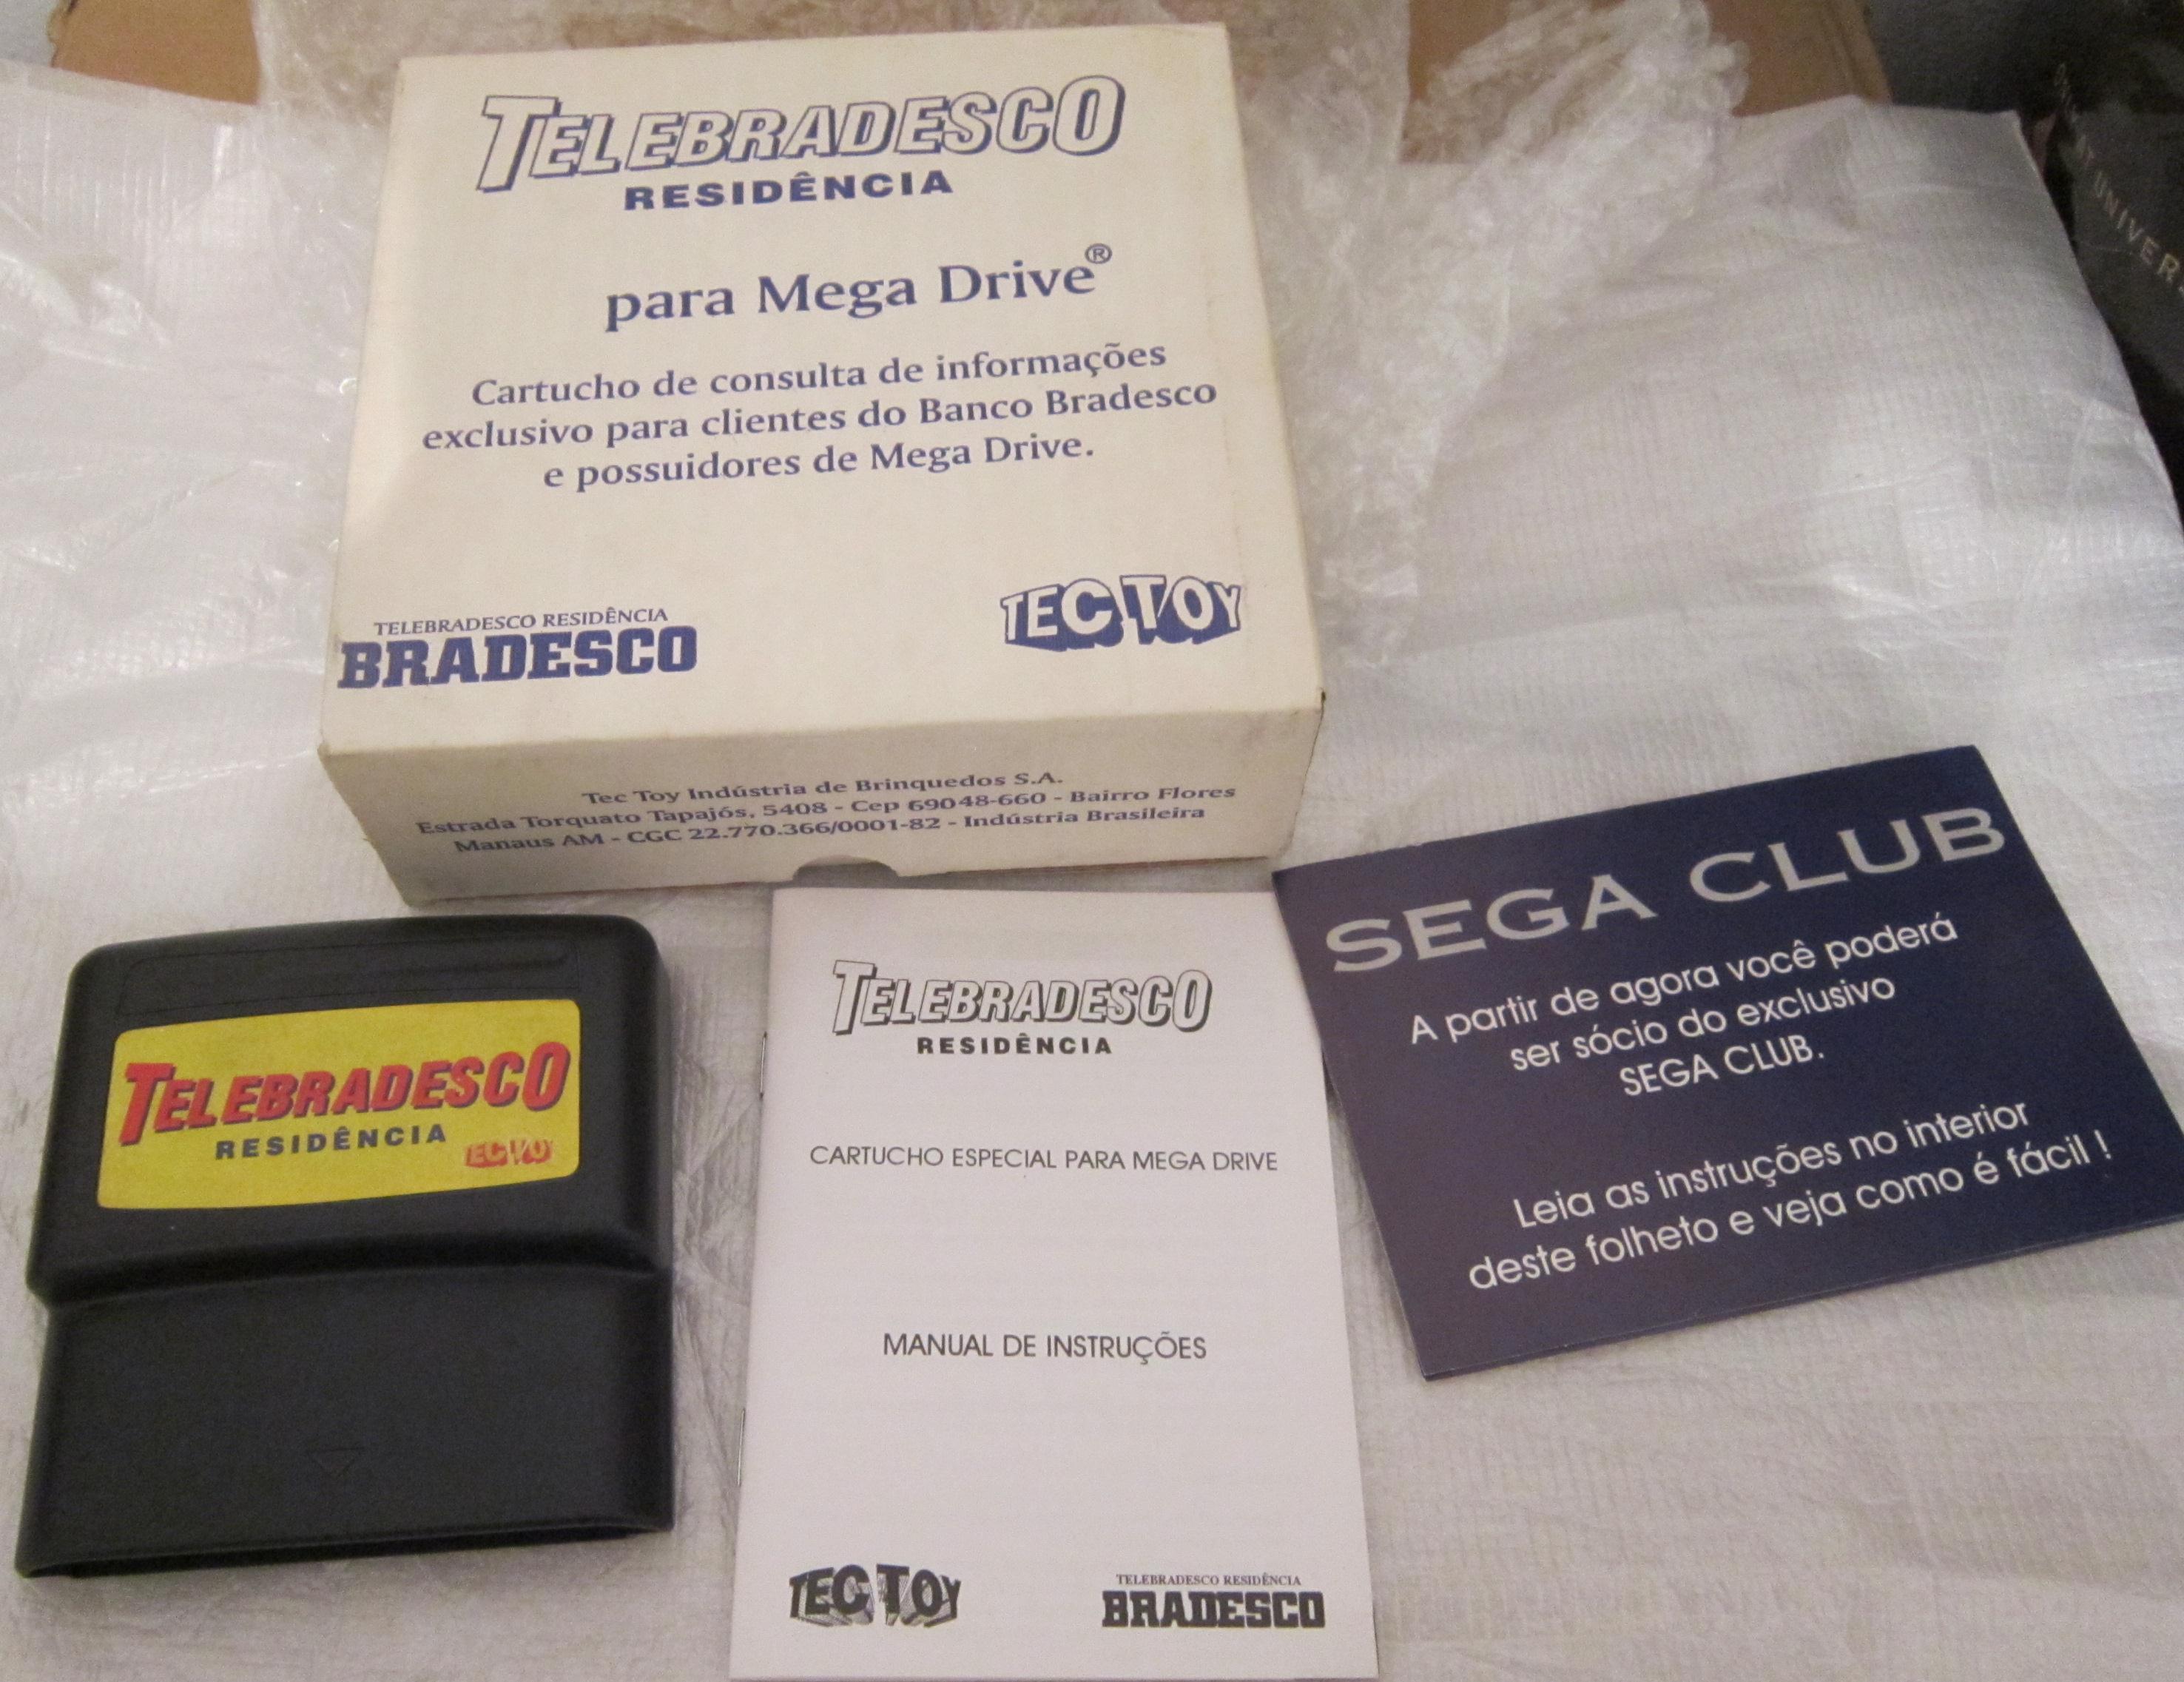 TELEBRADESCO
RESIDÊNCIA
para Mega Drive®
Cartucho de consulta de informações
exclusivo para clientes do Banco Bradesco
e possuidores de Mega Drive.
TELEBRADESCO RESIDÊNCIA
BRADESCO
TEC TOY
Tec Toy Indústria de Brinquedos S.A.
Estrada Torquato Tapajós, 5408 - Cep 69048-660 - Bairro Flores
Manaus AM - CGC 22.770.366/0001-82 - Indústria Brasileira
TELEBRADESCO
RESIDÊNCIA
TEC TOY
TELEBRADESCO
RESIDÊNCIA
CARTUCHO ESPECIAL PARA MEGA DRIVE
MANUAL DE INSTRUÇÕES
TEC TOY
TELEBRADESCO RESIDÊNCIA
BRADESCO
SEGA CLUB
A partir de agora você poderá
ser sócio do exclusivo
SEGA CLUB.
Leia as instruções no interior
deste folheto e veja como é fácil !